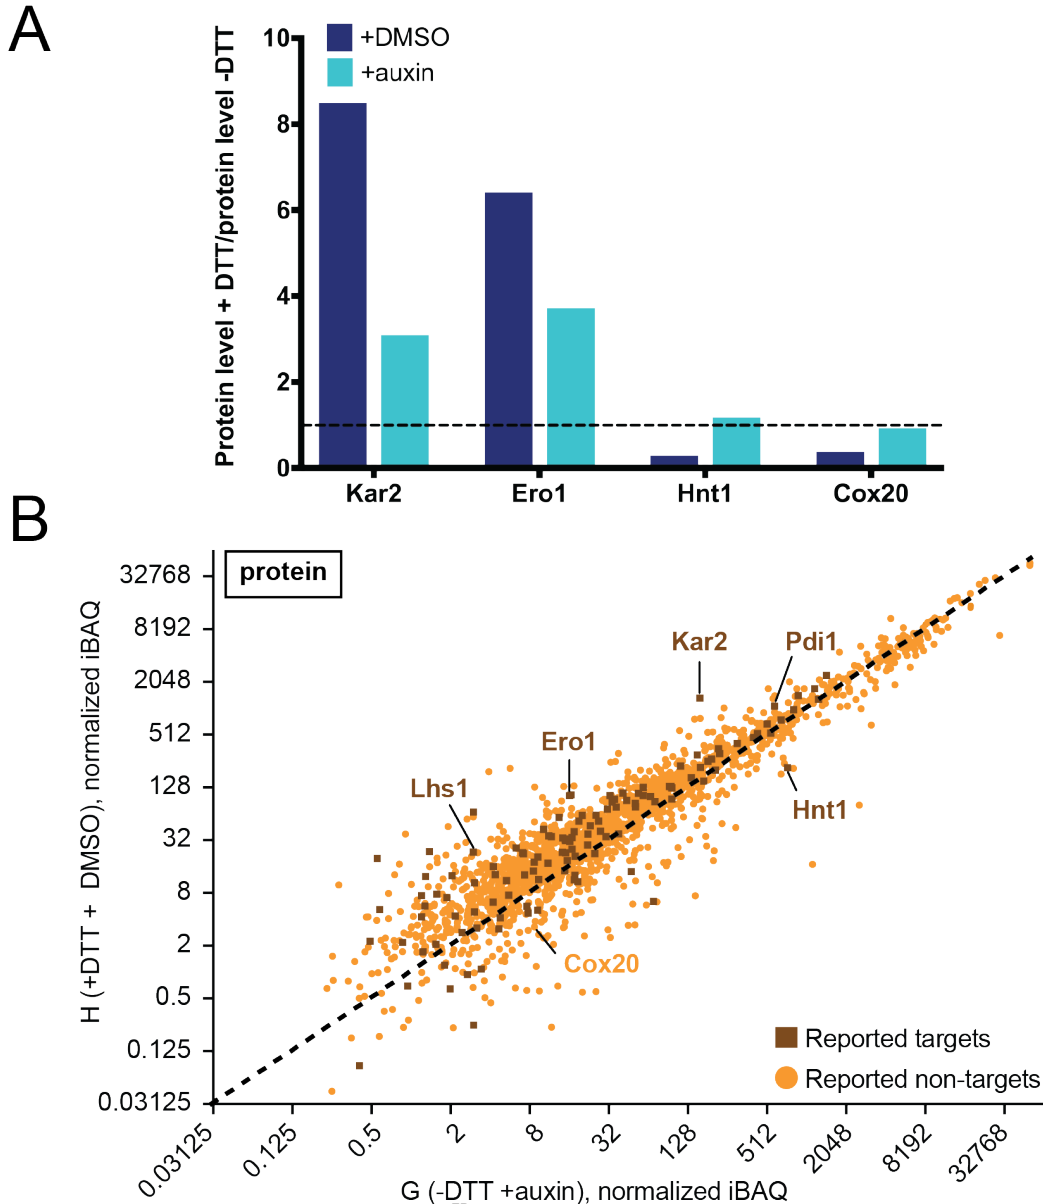 A
Protein level + DTT/protein level -DTT
10
8
6
4
2
0
+DMSO
+auxin
Kar2
Ero1
Hnt1
Cox20
B
protein
H (+DTT + DMSO), normalized iBAQ
32768
8192
2048
512
128
32
8
2
0.5
0.125
0.03125
Kar2
Pdi1
Ero1
Lhs1
Hnt1
Cox20
Reported targets
Reported non-targets
0.03125
0.125
0.5
2
8
32
128
512
2048
8192
32768
G (-DTT +auxin), normalized iBAQ